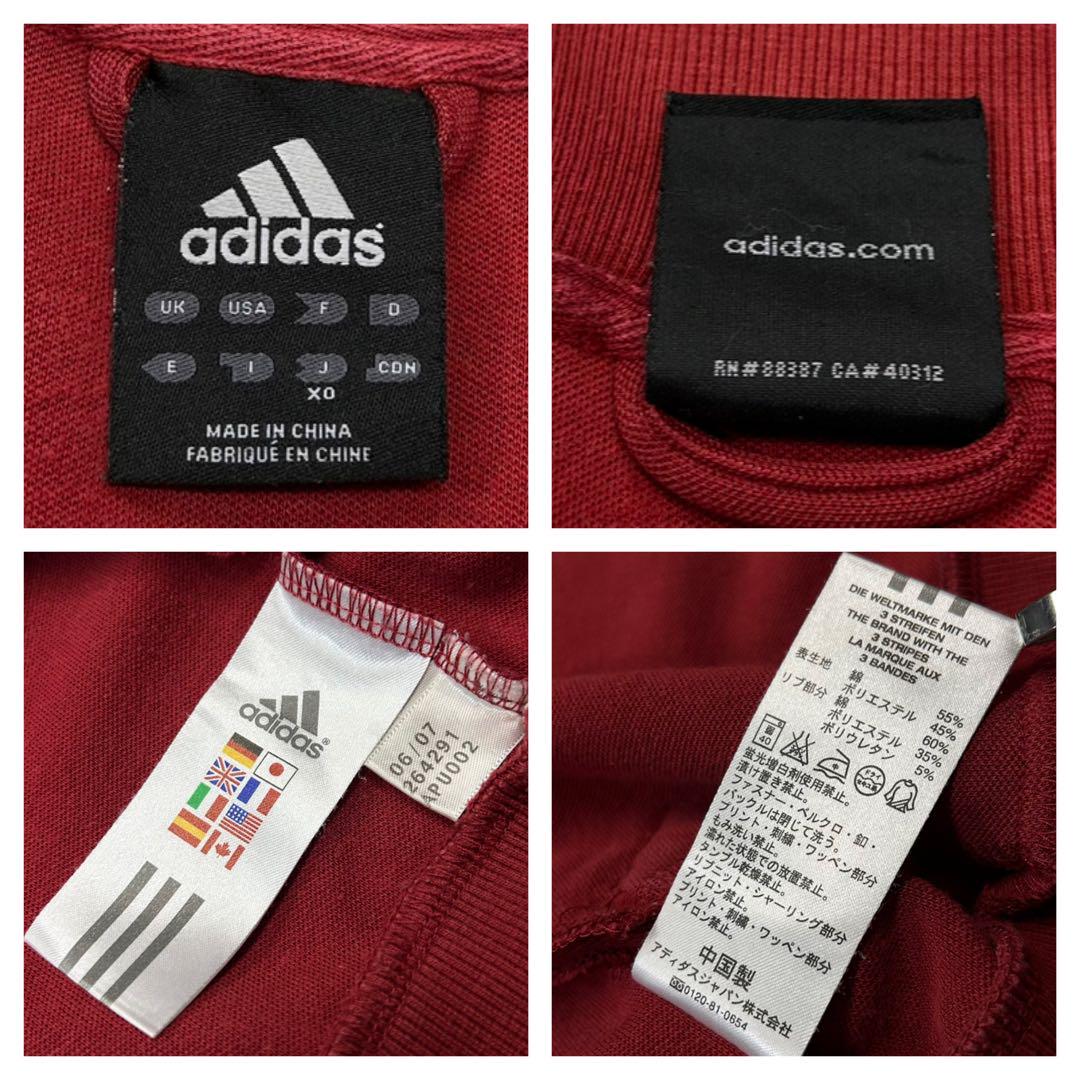 adidas
UK USA F D
E I J CDN
XO
MADE IN CHINA
FABRIQUÉ EN CHINE
adidas.com
RN#88387 CA#40312
adidas®
06/07
264291
APU002
DIE WELTMARKE MIT DEN
3 STREIFEN
THE BRAND WITH THE
3 STRIPES
LA MARQUE AUX
3 BANDES
表生地 綿 55%
ポリエステル 45%
リブ部分 綿 60%
ポリエステル 35%
ポリウレタン 5%
40
ドライ
蛍光増白剤使用禁止。
漬け置き禁止。
ファスナー・ベルクロ・釦・
バックルは閉じて洗う。
プリント・刺繍・ワッペン部分
もみ洗い禁止。
濡れた状態での放置禁止。
タンブル乾燥禁止。
リブニット・シャーリング部分
アイロン禁止。
プリント・刺繍・ワッペン部分
アイロン禁止。
中国製
アディダスジャパン株式会社
0120-81-0654